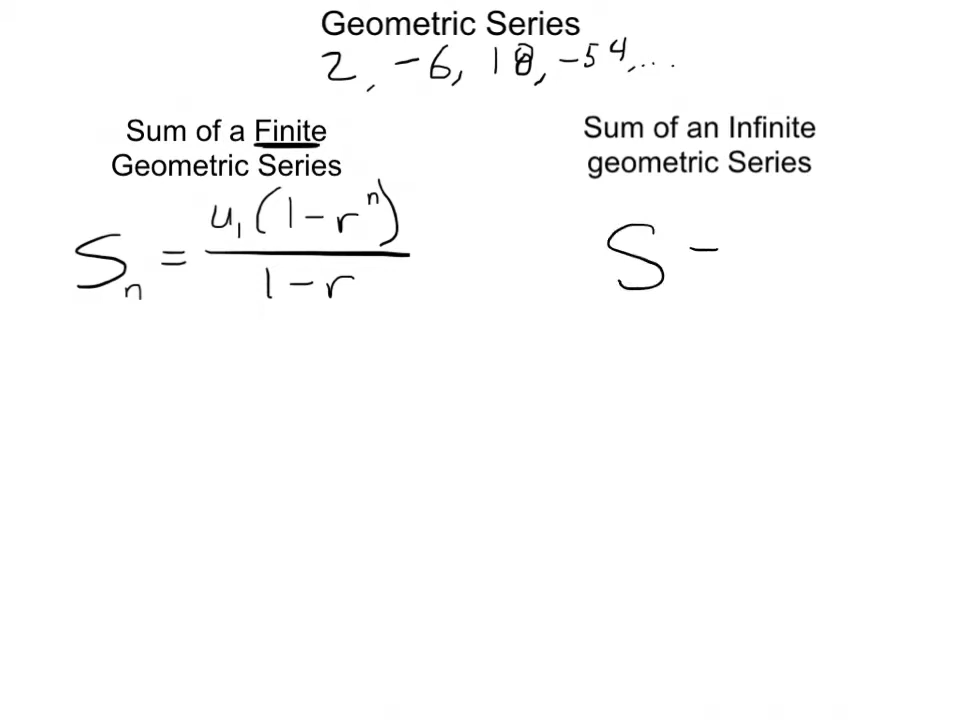 Geometric Series
2, -6, 18, -54, ...
Sum of a Finite
Geometric Series
Sₙ = u₁(1-rⁿ) / 1-r
Sum of an Infinite
geometric Series
S -